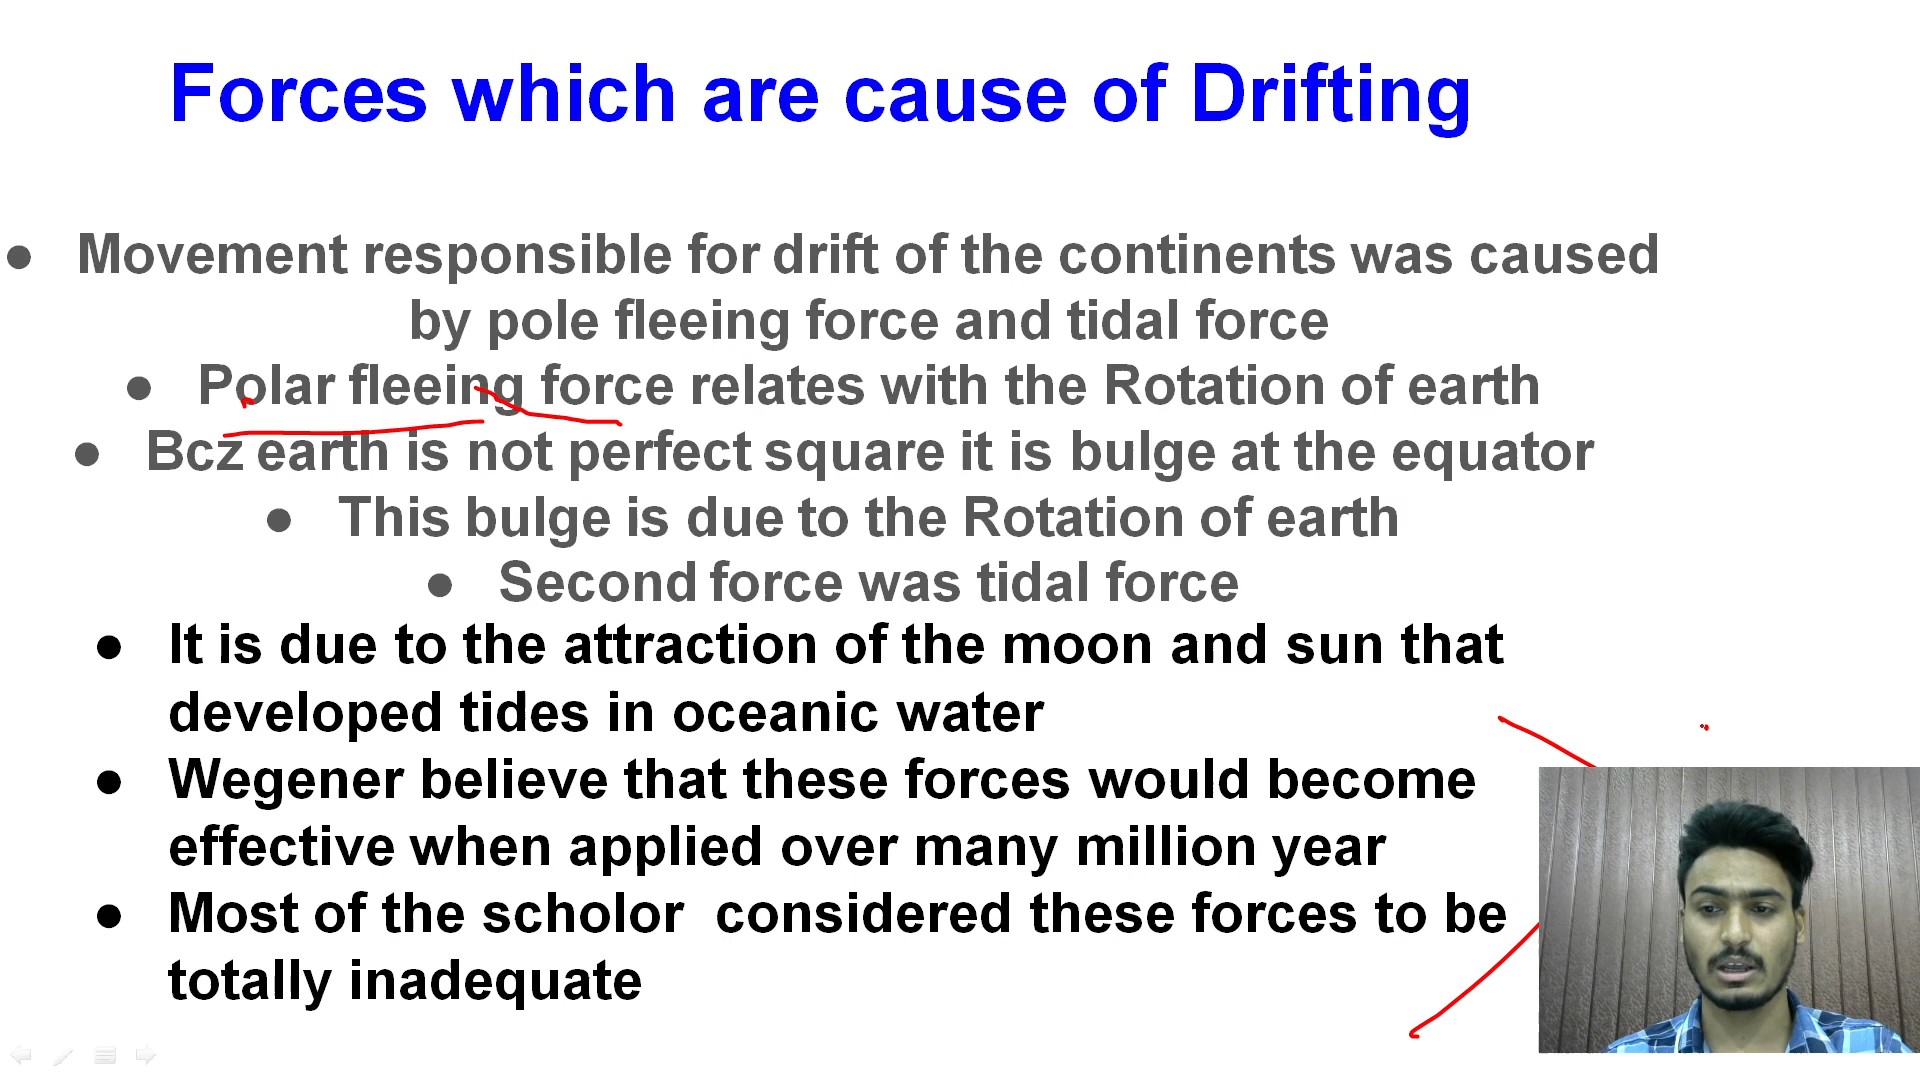 Forces which are cause of Drifting
● Movement responsible for drift of the continents was caused
by pole fleeing force and tidal force
● Polar fleeing force relates with the Rotation of earth
● Bcz earth is not perfect square it is bulge at the equator
● This bulge is due to the Rotation of earth
● Second force was tidal force
● It is due to the attraction of the moon and sun that
developed tides in oceanic water
● Wegener believe that these forces would become
effective when applied over many million year
● Most of the scholor considered these forces to be
totally inadequate